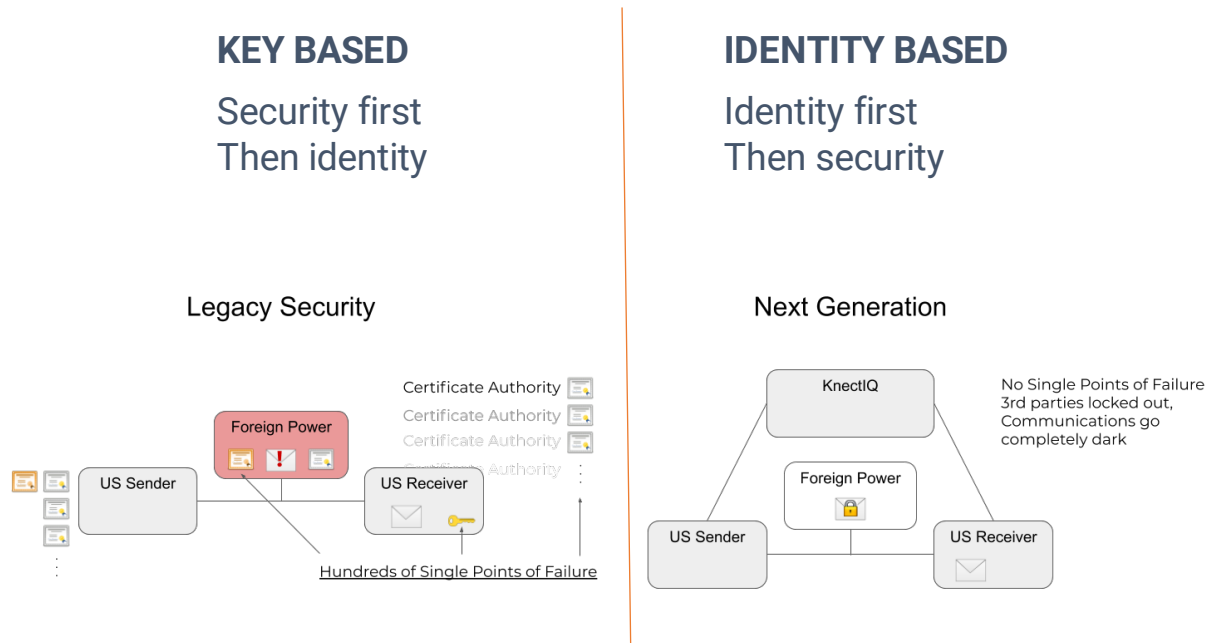 KEY BASED
Security first
Then identity
Legacy Security
Certificate Authority
Certificate Authority
Certificate Authority
Certificate Authority
Foreign Power
US Sender
US Receiver
Hundreds of Single Points of Failure
IDENTITY BASED
Identity first
Then security
Next Generation
KnectIQ
No Single Points of Failure
3rd parties locked out,
Communications go
completely dark
Foreign Power
US Sender
US Receiver